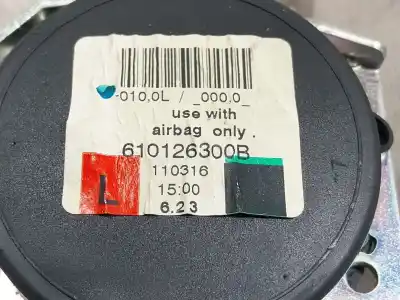 -010,0L / _000,0_
use with
airbag only .
610126300B
110316
L
15:00
6.23